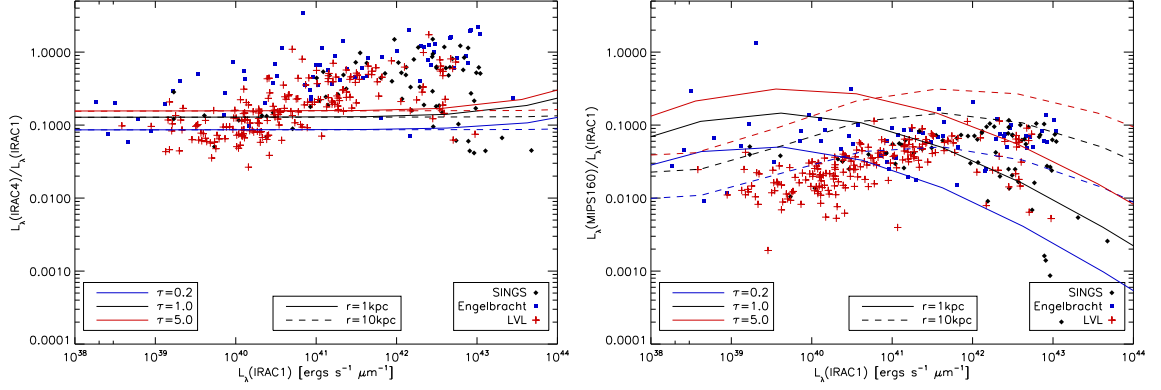 1.0000
0.1000
0.0100
0.0010
0.0001
L_λ(IRAC4)/L_λ(IRAC1)
τ=0.2
τ=1.0
τ=5.0
r=1kpc
r=10kpc
SINGS
Engelbracht
LVL
10^38 10^39 10^40 10^41 10^42 10^43 10^44
L_λ(IRAC1) [ergs s⁻¹ μm⁻¹]
1.0000
0.1000
0.0100
0.0010
0.0001
L_λ(MIPS160)/L_λ(IRAC1)
τ=0.2
τ=1.0
τ=5.0
r=1kpc
r=10kpc
SINGS
Engelbracht
LVL
10^38 10^39 10^40 10^41 10^42 10^43 10^44
L_λ(IRAC1) [ergs s⁻¹ μm⁻¹]